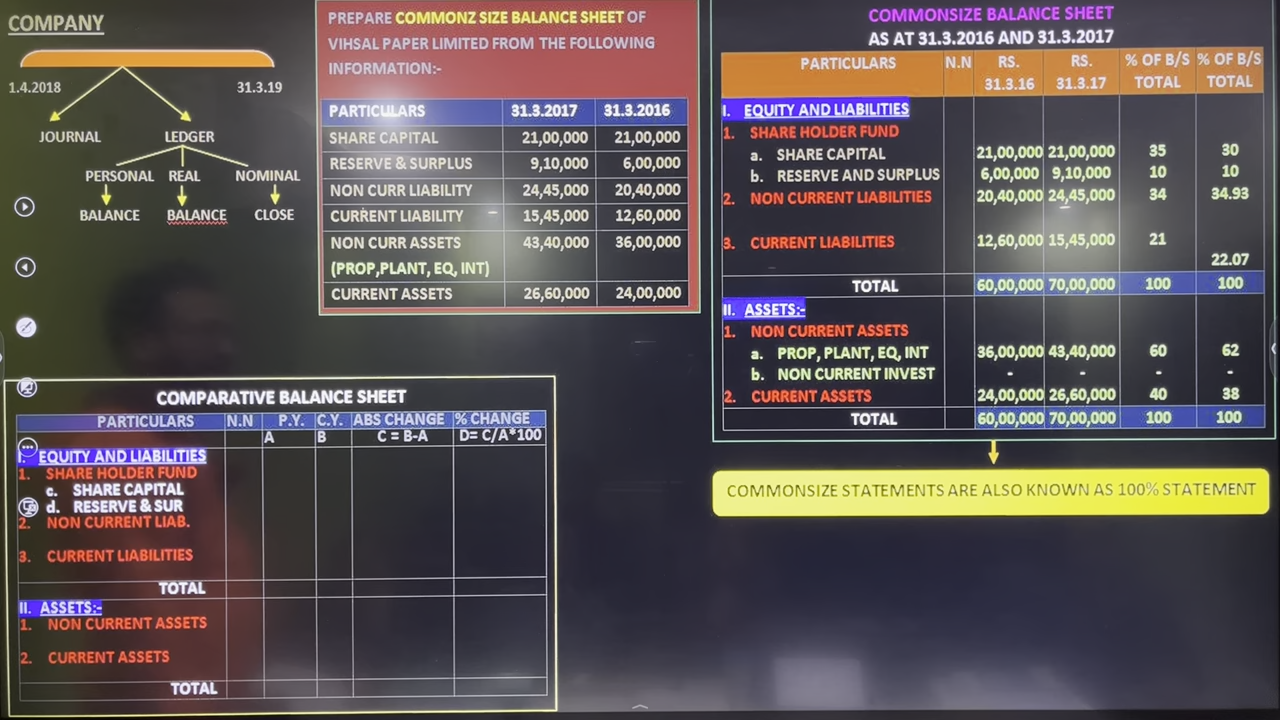 COMPANY
1.4.2018 31.3.19
JOURNAL LEDGER
PERSONAL REAL NOMINAL
BALANCE BALANCE CLOSE
PREPARE COMMONZ SIZE BALANCE SHEET OF
VIHSAL PAPER LIMITED FROM THE FOLLOWING
INFORMATION:-
PARTICULARS 31.3.2017 31.3.2016
SHARE CAPITAL 21,00,000 21,00,000
RESERVE & SURPLUS 9,10,000 6,00,000
NON CURR LIABILITY 24,45,000 20,40,000
CURRENT LIABILITY 15,45,000 12,60,000
NON CURR ASSETS 43,40,000 36,00,000
(PROP,PLANT, EQ, INT)
CURRENT ASSETS 26,60,000 24,00,000
COMMONSIZE BALANCE SHEET
AS AT 31.3.2016 AND 31.3.2017
PARTICULARS N.N RS. RS. % OF B/S % OF B/S
31.3.16 31.3.17 TOTAL TOTAL
I. EQUITY AND LIABILITIES
1. SHARE HOLDER FUND
a. SHARE CAPITAL 21,00,000 21,00,000 35 30
b. RESERVE AND SURPLUS 6,00,000 9,10,000 10 10
2. NON CURRENT LIABILITIES 20,40,000 24,45,000 34 34.93
3. CURRENT LIABILITIES 12,60,000 15,45,000 21
22.07
TOTAL 60,00,000 70,00,000 100 100
II. ASSETS:-
1. NON CURRENT ASSETS
a. PROP, PLANT, EQ, INT 36,00,000 43,40,000 60 62
b. NON CURRENT INVEST - - - -
2. CURRENT ASSETS 24,00,000 26,60,000 40 38
TOTAL 60,00,000 70,00,000 100 100
COMMONSIZE STATEMENTS ARE ALSO KNOWN AS 100% STATEMENT
COMPARATIVE BALANCE SHEET
PARTICULARS N.N P.Y. C.Y. ABS CHANGE % CHANGE
A B C = B-A D= C/A*100
I. EQUITY AND LIABILITIES
1. SHARE HOLDER FUND
c. SHARE CAPITAL
d. RESERVE & SUR
2. NON CURRENT LIAB.
3. CURRENT LIABILITIES
TOTAL
II. ASSETS:-
1. NON CURRENT ASSETS
2. CURRENT ASSETS
TOTAL